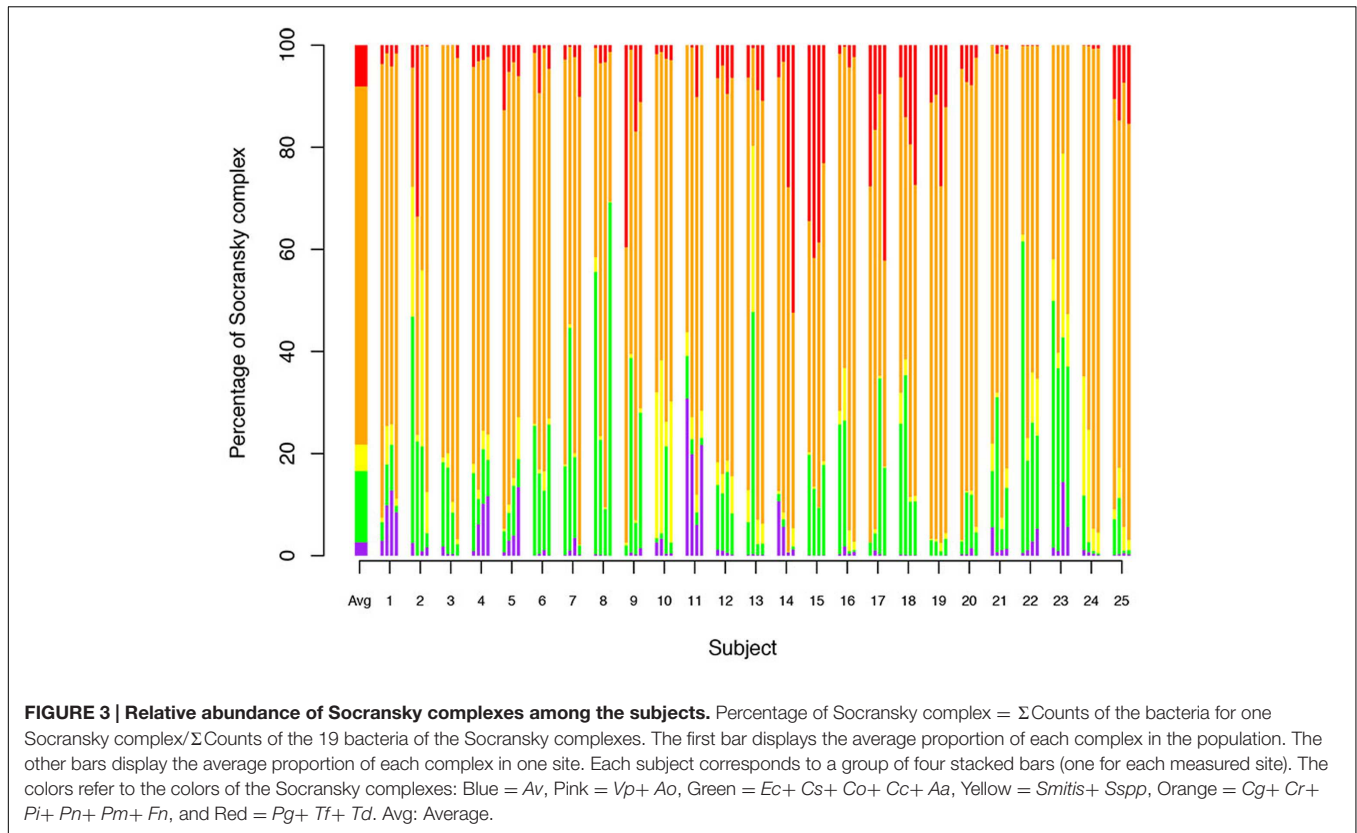 Percentage of Socransky complex
100
80
60
40
20
0
Avg 1 2 3 4 5 6 7 8 9 10 11 12 13 14 15 16 17 18 19 20 21 22 23 24 25
Subject
FIGURE 3 | Relative abundance of Socransky complexes among the subjects. Percentage of Socransky complex = ΣCounts of the bacteria for one
Socransky complex/ΣCounts of the 19 bacteria of the Socransky complexes. The first bar displays the average proportion of each complex in the population. The
other bars display the average proportion of each complex in one site. Each subject corresponds to a group of four stacked bars (one for each measured site). The
colors refer to the colors of the Socransky complexes: Blue = Av, Pink = Vp+ Ao, Green = Ec+ Cs+ Co+ Cc+ Aa, Yellow = Smitis+ Sspp, Orange = Cg+ Cr+
Pi+ Pn+ Pm+ Fn, and Red = Pg+ Tf+ Td. Avg: Average.